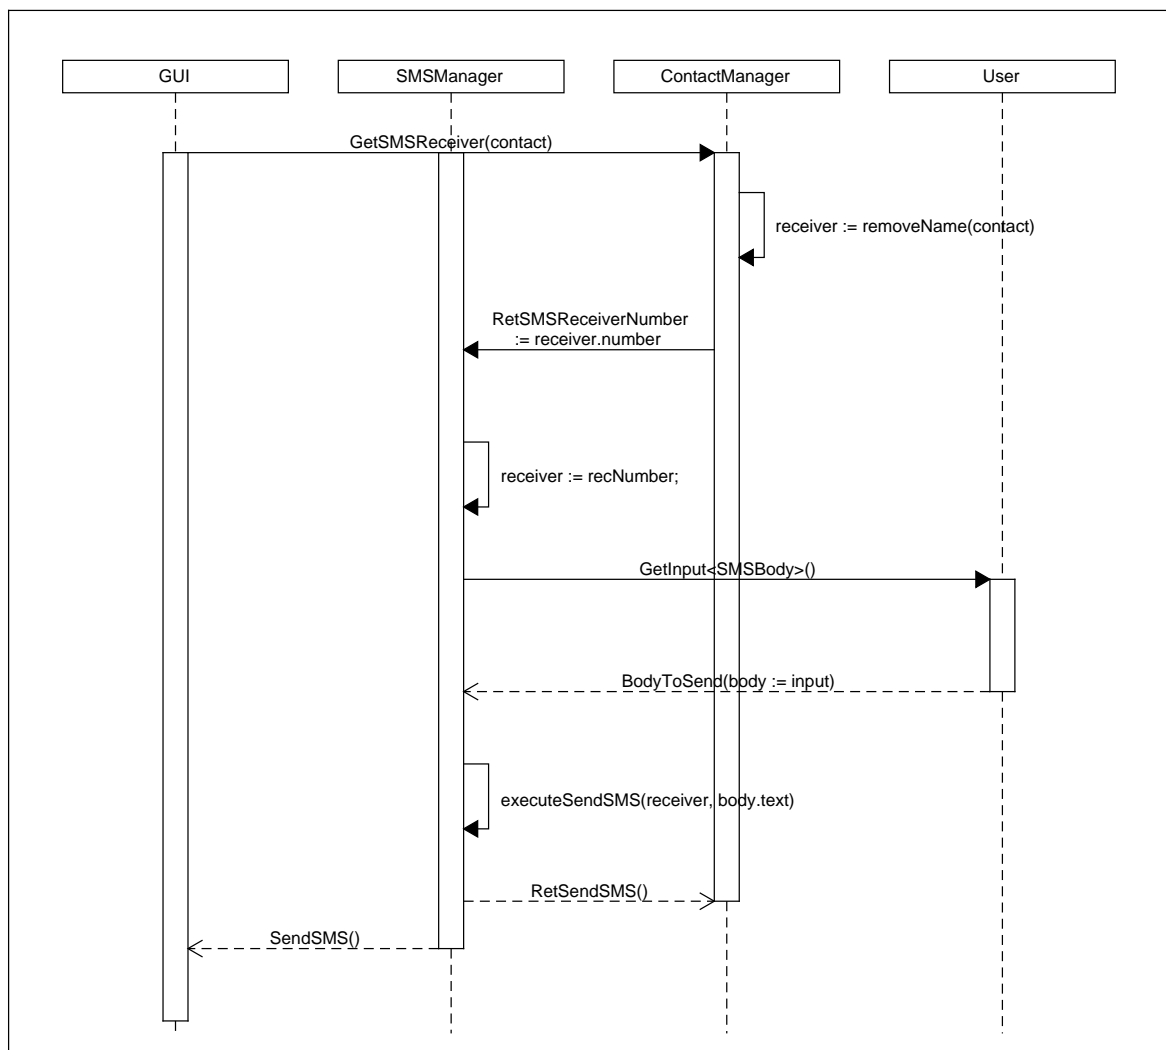 GUI
SMSManager
ContactManager
User
GetSMSReceiver(contact)
receiver := removeName(contact)
RetSMSReceiverNumber
:= receiver.number
receiver := recNumber;
GetInput<SMSBody>()
BodyToSend(body := input)
executeSendSMS(receiver, body.text)
RetSendSMS()
SendSMS()